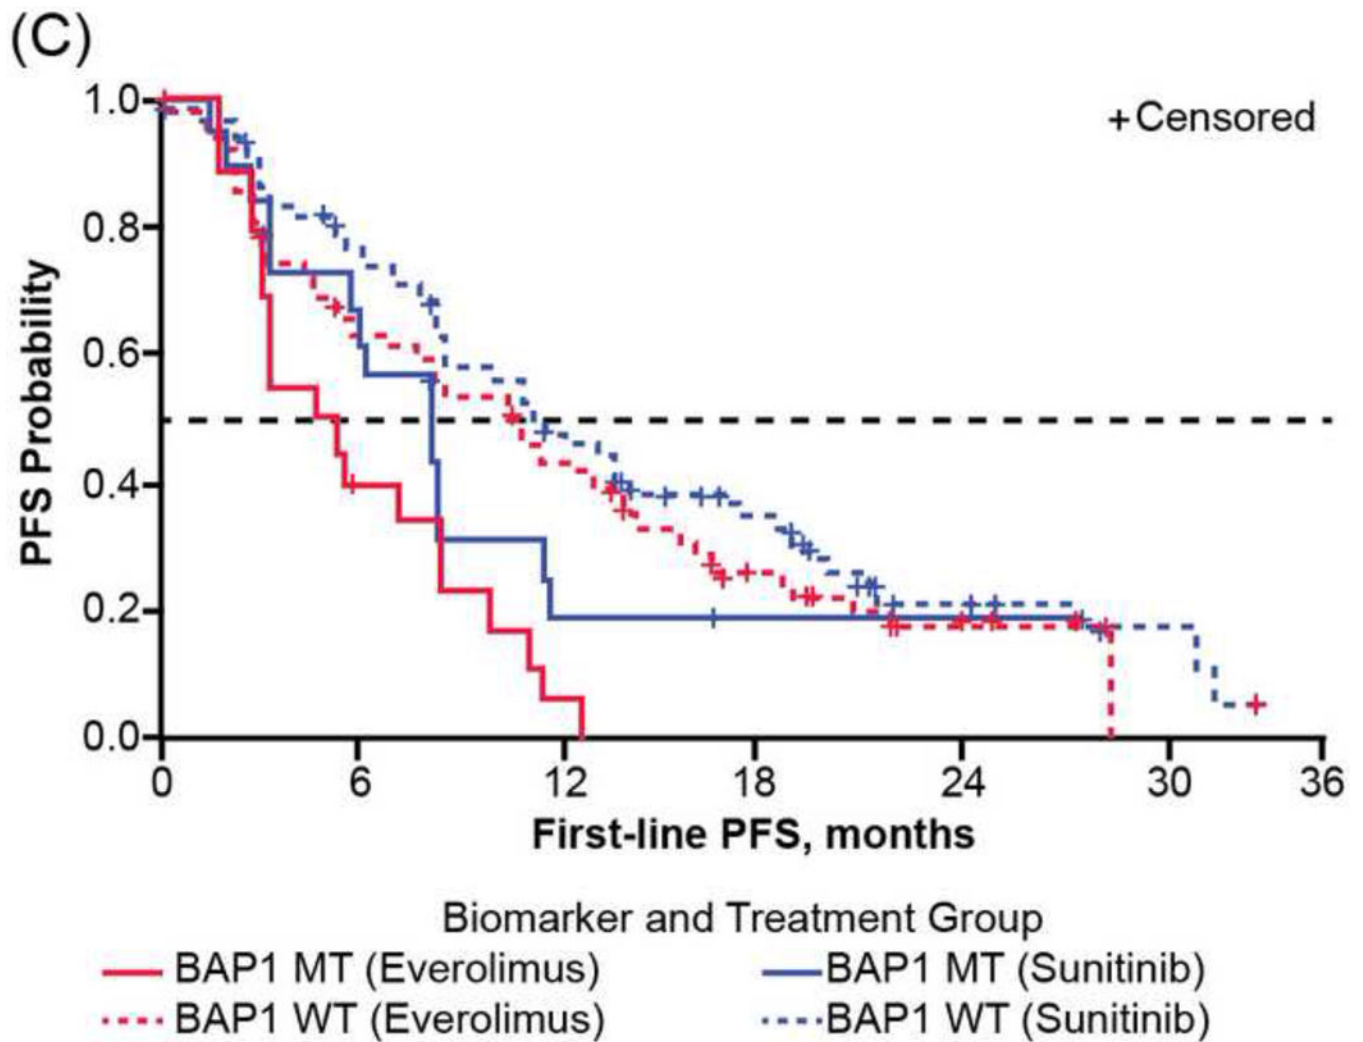 (C)
1.0
+Censored
0.8
0.6
0.4
0.2
0.0
PFS Probability
0 6 12 18 24 30 36
First-line PFS, months
Biomarker and Treatment Group
BAP1 MT (Everolimus) BAP1 MT (Sunitinib)
BAP1 WT (Everolimus) BAP1 WT (Sunitinib)